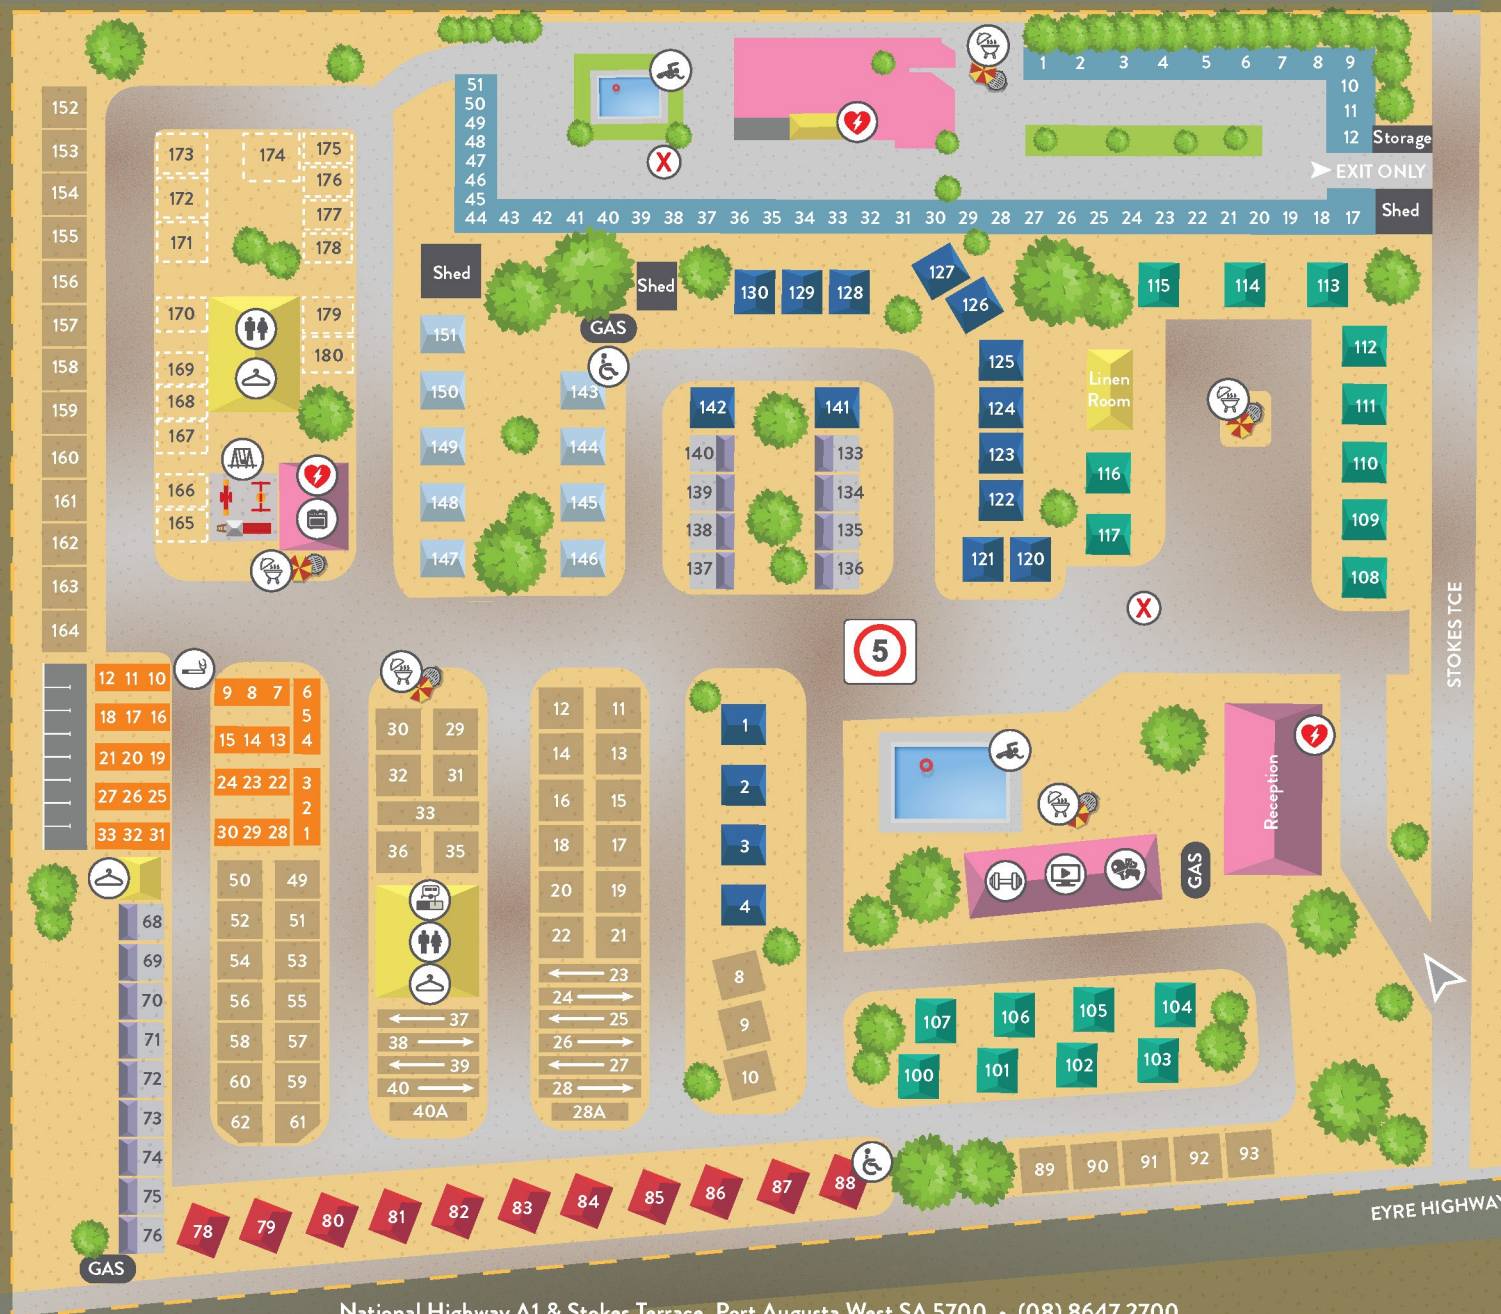 1 2 3 4 5 6 7 8 9
10
11
12 Storage
EXIT ONLY
Shed
51
50
49
48
47
46
45
44 43 42 41 40 39 38 37 36 35 34 33 32 31 30 29 28 27 26 25 24 23 22 21 20 19 18 17
X
152
153
154
155
156
157
158
159
160
161
162
163
164
173 174 175
176
172
177
171 178
170 179
180
169
168
167
166
165
Shed
Shed
GAS
151
150 143
149 144
148 145
147 146
130 129 128
127
126
125
124
123
122
121 120
142 141
140 133
139 134
138 135
137 136
115 114 113
112
111
110
109
108
Linen
Room
116
117
X
5
STOKES TCE
12 11 10
18 17 16
21 20 19
27 26 25
33 32 31
9 8 7 6
5
15 14 13 4
24 23 22 3
2
30 29 28 1
50 49
52 51
54 53
56 55
58 57
60 59
62 61
30 29
32 31
33
36 35
37
38
39
40
40A
12 11
14 13
16 15
18 17
20 19
22 21
23
24
25
26
27
28
28A
1
2
3
4
8
9
10
Reception
GAS
107 106 105 104
100 101 102 103
68
69
70
71
72
73
74
75
76
GAS
78 79 80 81 82 83 84 85 86 87 88
89 90 91 92 93
EYRE HIGHWAY
National Highway A1 & Stokes Terrace, Port Augusta West SA 5700 • (08) 8647 2700